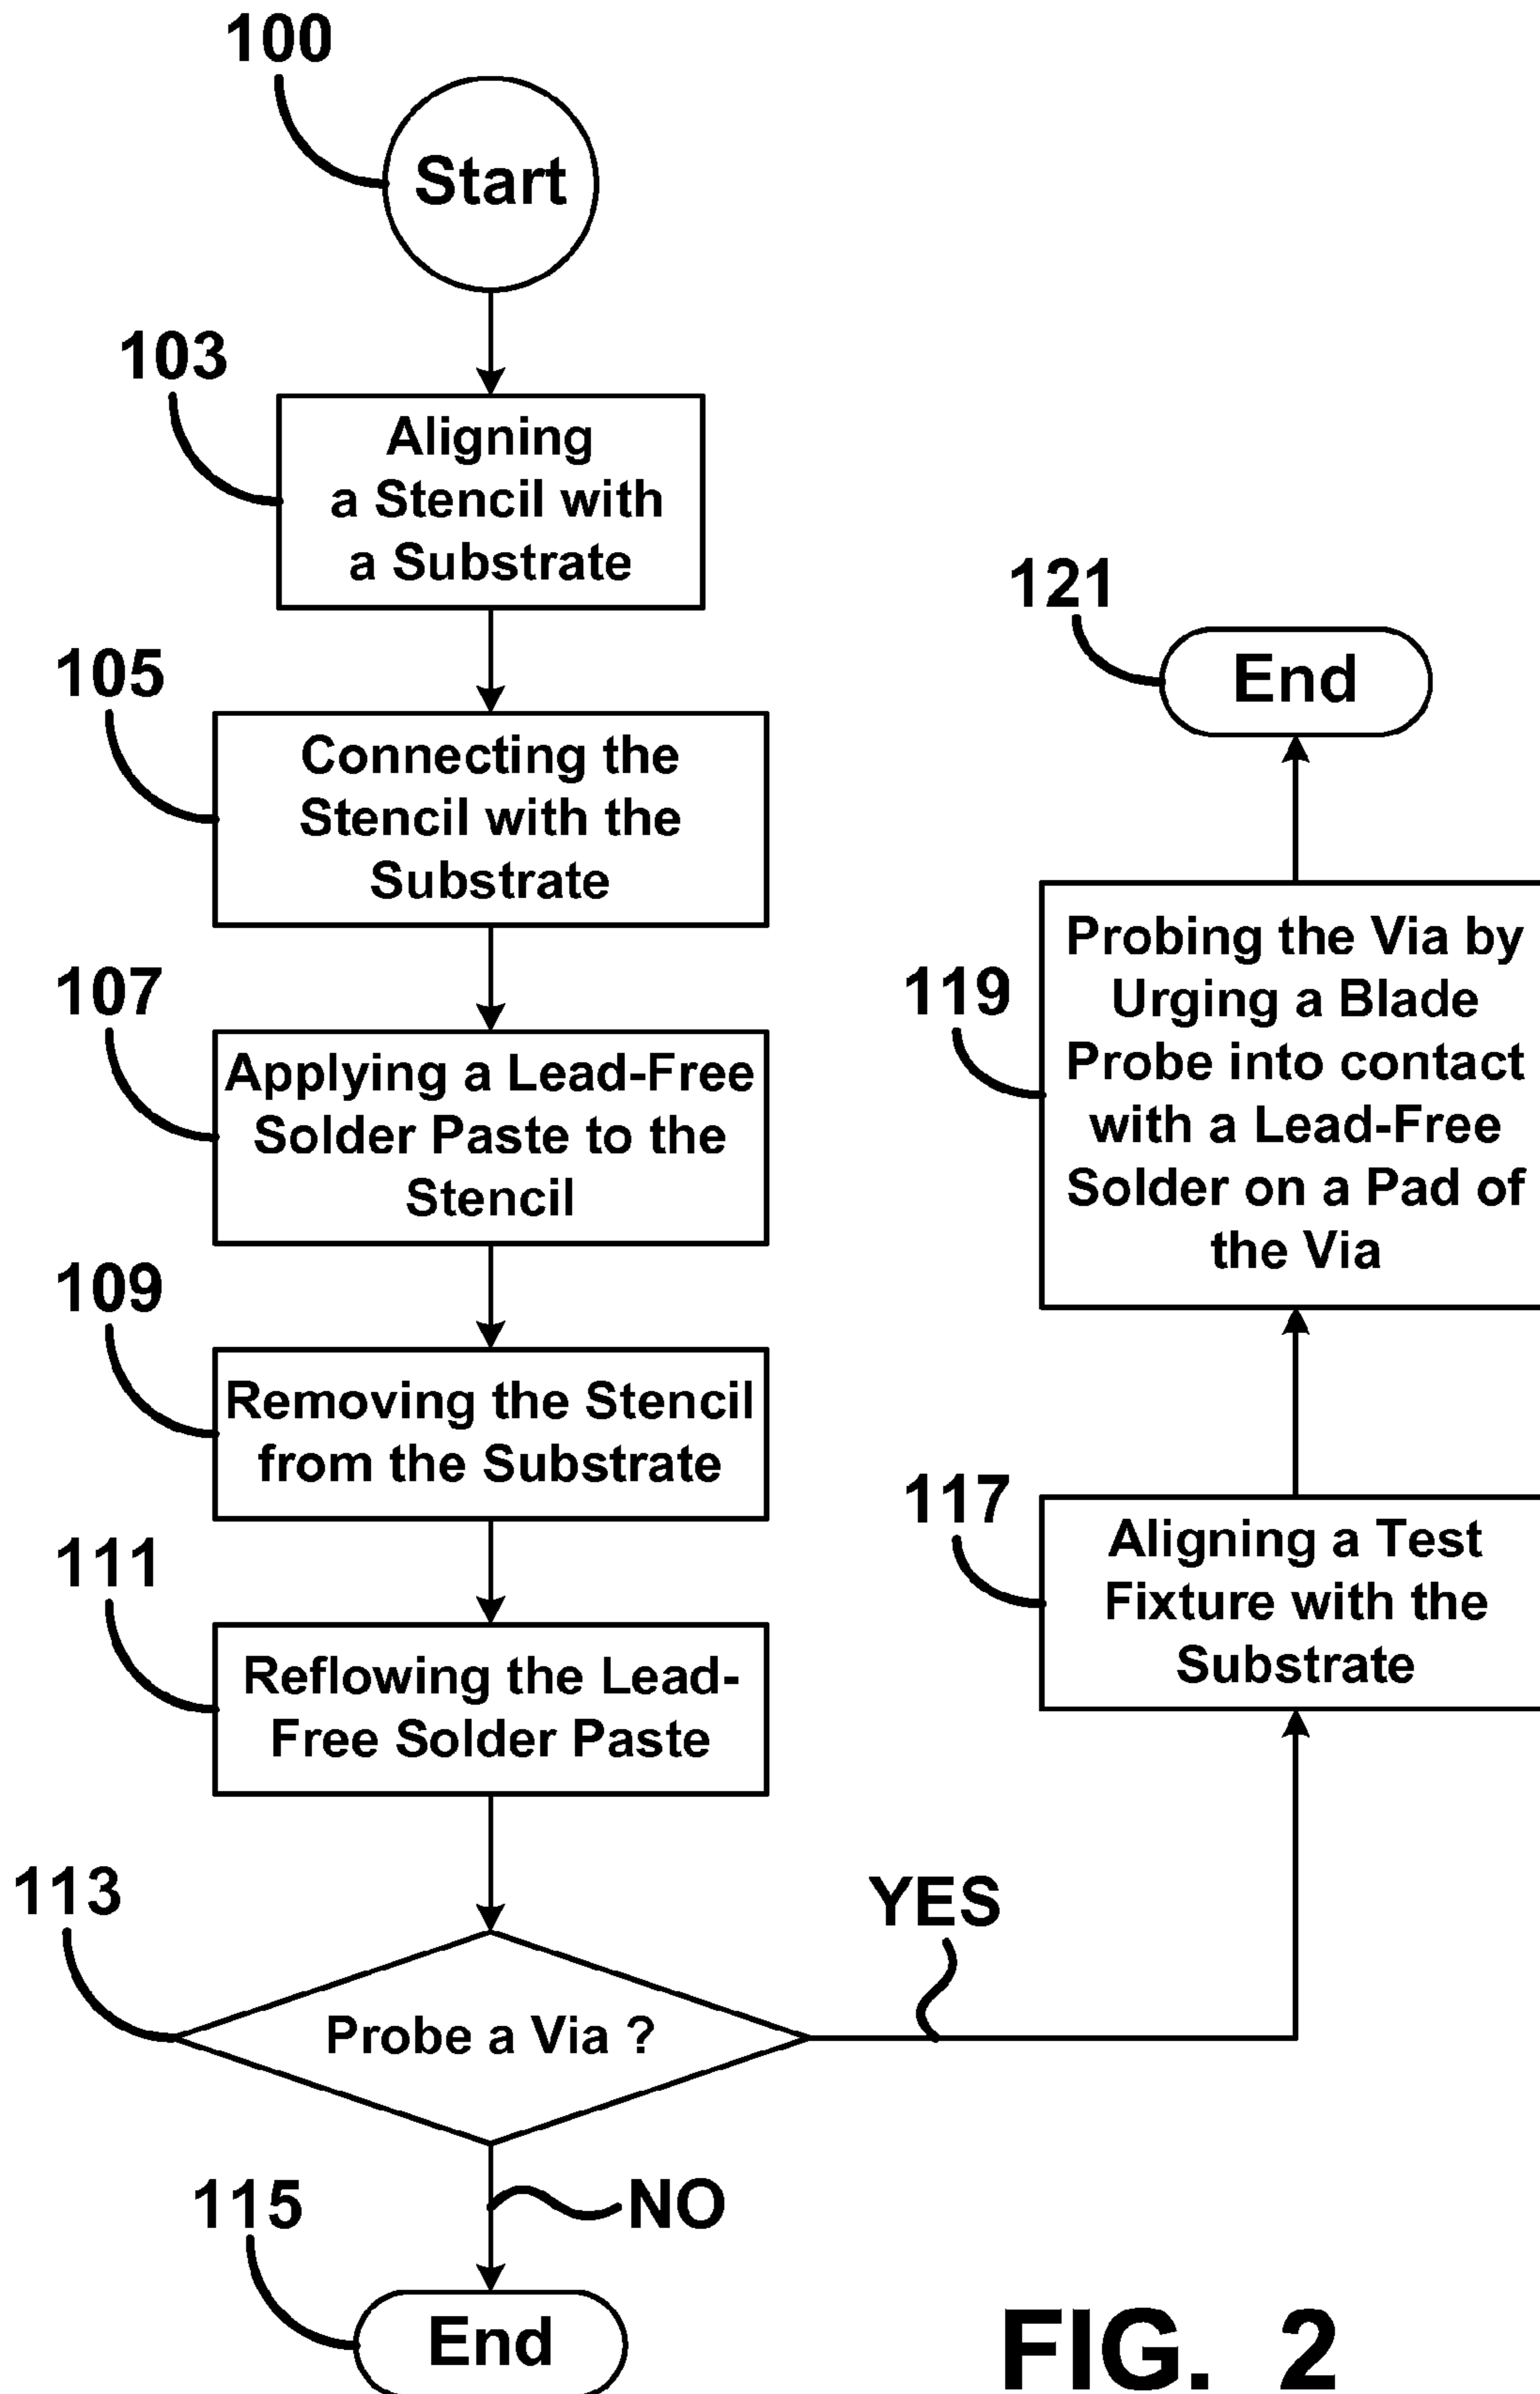 100
Start
103
Aligning
a Stencil with
a Substrate
105
Connecting the
Stencil with the
Substrate
107
Applying a Lead-Free
Solder Paste to the
Stencil
109
Removing the Stencil
from the Substrate
111
Reflowing the Lead-
Free Solder Paste
113
Probe a Via ?
YES
NO
115
End
117
Aligning a Test
Fixture with the
Substrate
119
Probing the Via by
Urging a Blade
Probe into contact
with a Lead-Free
Solder on a Pad of
the Via
121
End
FIG. 2